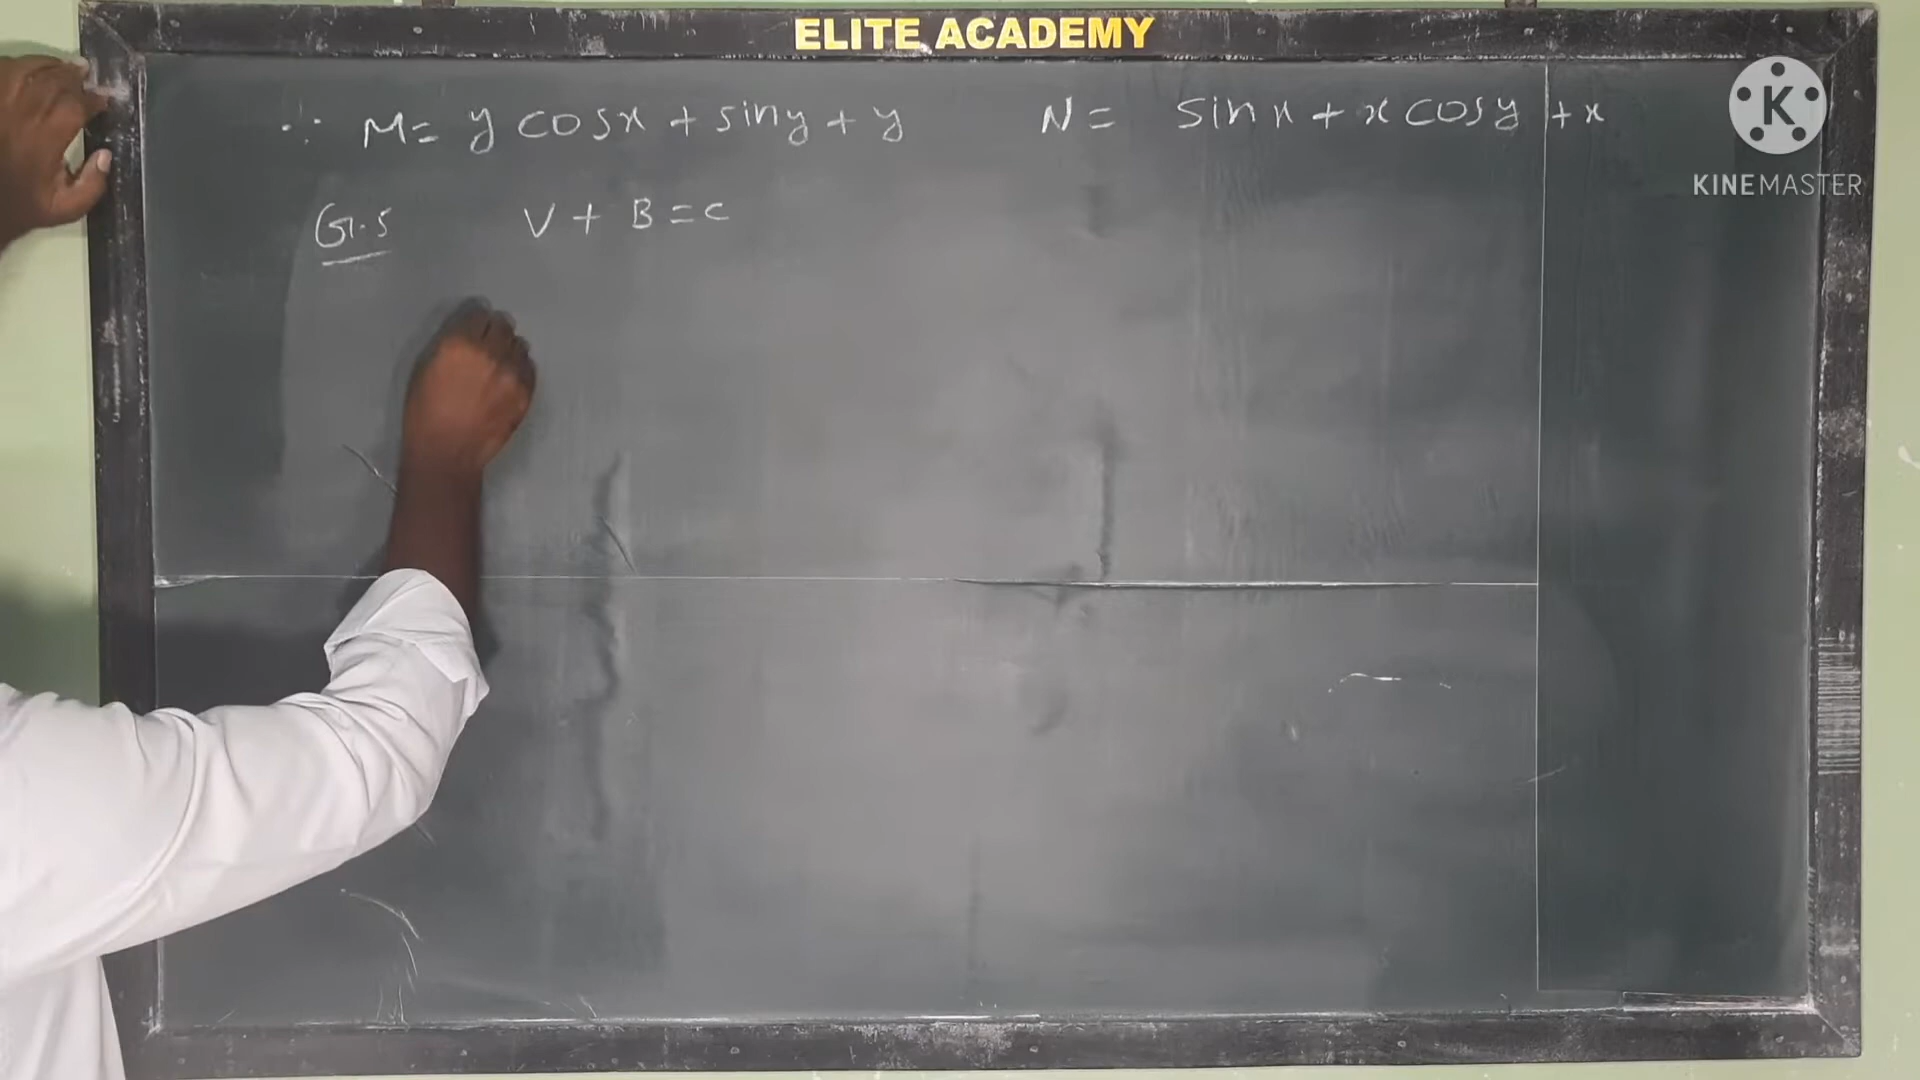 ELITE ACADEMY
∴ M = y cosx + siny + y N = sinx + x cosy + x
G.S V + B = c
K
KINEMASTER